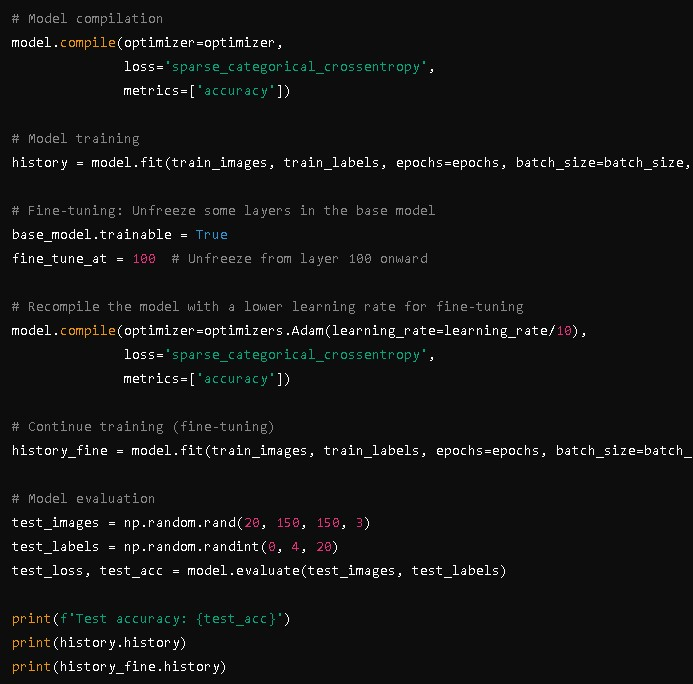 # Model compilation
model.compile(optimizer=optimizer,
              loss='sparse_categorical_crossentropy',
              metrics=['accuracy'])

# Model training
history = model.fit(train_images, train_labels, epochs=epochs, batch_size=batch_size,

# Fine-tuning: Unfreeze some layers in the base model
base_model.trainable = True
fine_tune_at = 100  # Unfreeze from layer 100 onward

# Recompile the model with a lower learning rate for fine-tuning
model.compile(optimizer=optimizers.Adam(learning_rate=learning_rate/10),
              loss='sparse_categorical_crossentropy',
              metrics=['accuracy'])

# Continue training (fine-tuning)
history_fine = model.fit(train_images, train_labels, epochs=epochs, batch_size=batch_

# Model evaluation
test_images = np.random.rand(20, 150, 150, 3)
test_labels = np.random.randint(0, 4, 20)
test_loss, test_acc = model.evaluate(test_images, test_labels)

print(f'Test accuracy: {test_acc}')
print(history.history)
print(history_fine.history)